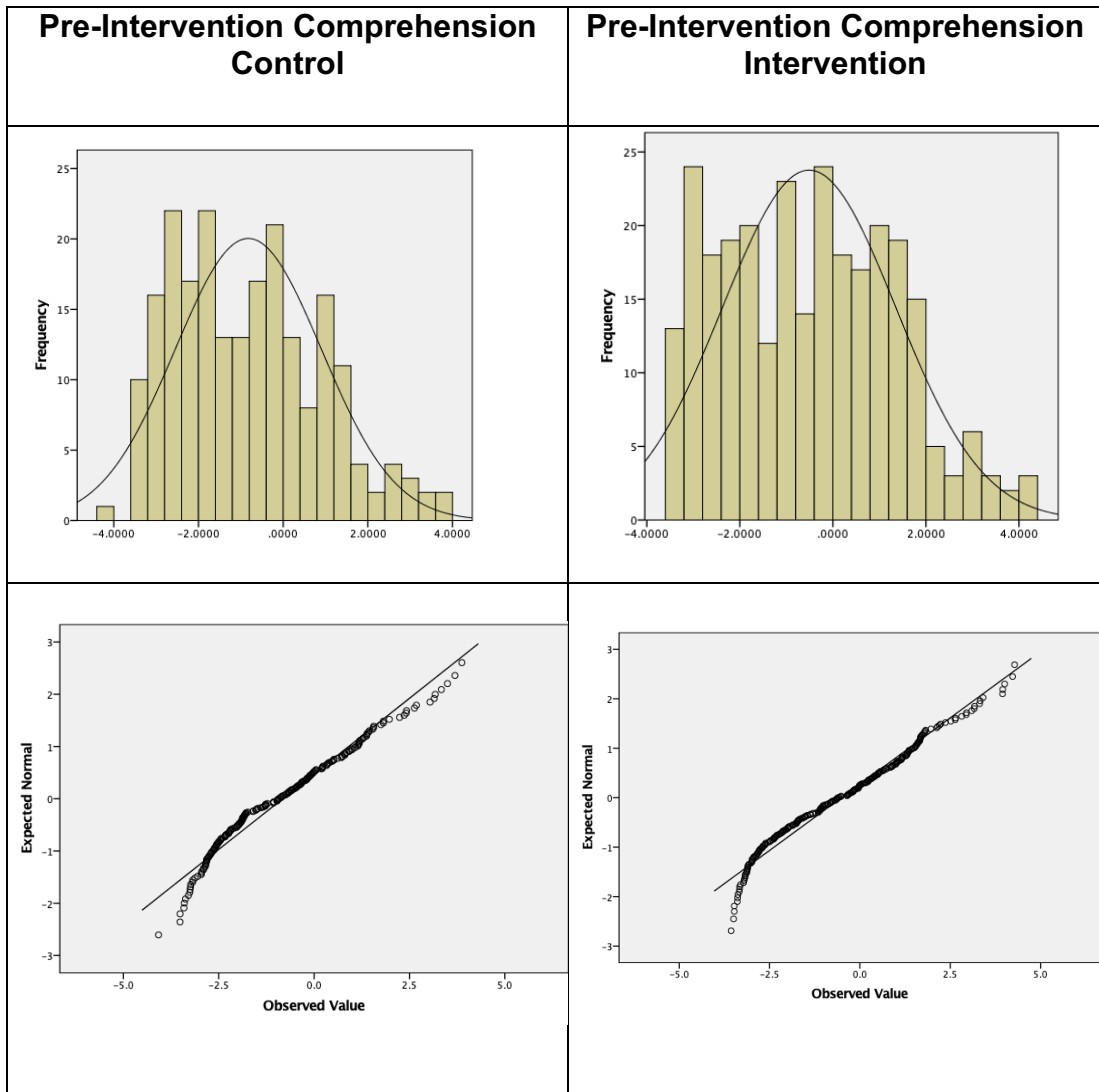 Pre-Intervention Comprehension
Control
Pre-Intervention Comprehension
Intervention
25
20
15
10
5
0
Frequency
-4.0000 -2.0000 .0000 2.0000 4.0000
25
20
15
10
5
0
Frequency
-4.0000 -2.0000 .0000 2.0000 4.0000
3
2
1
0
-1
-2
-3
Expected Normal
-5.0 -2.5 0.0 2.5 5.0
Observed Value
3
2
1
0
-1
-2
-3
Expected Normal
-5.0 -2.5 0.0 2.5 5.0
Observed Value